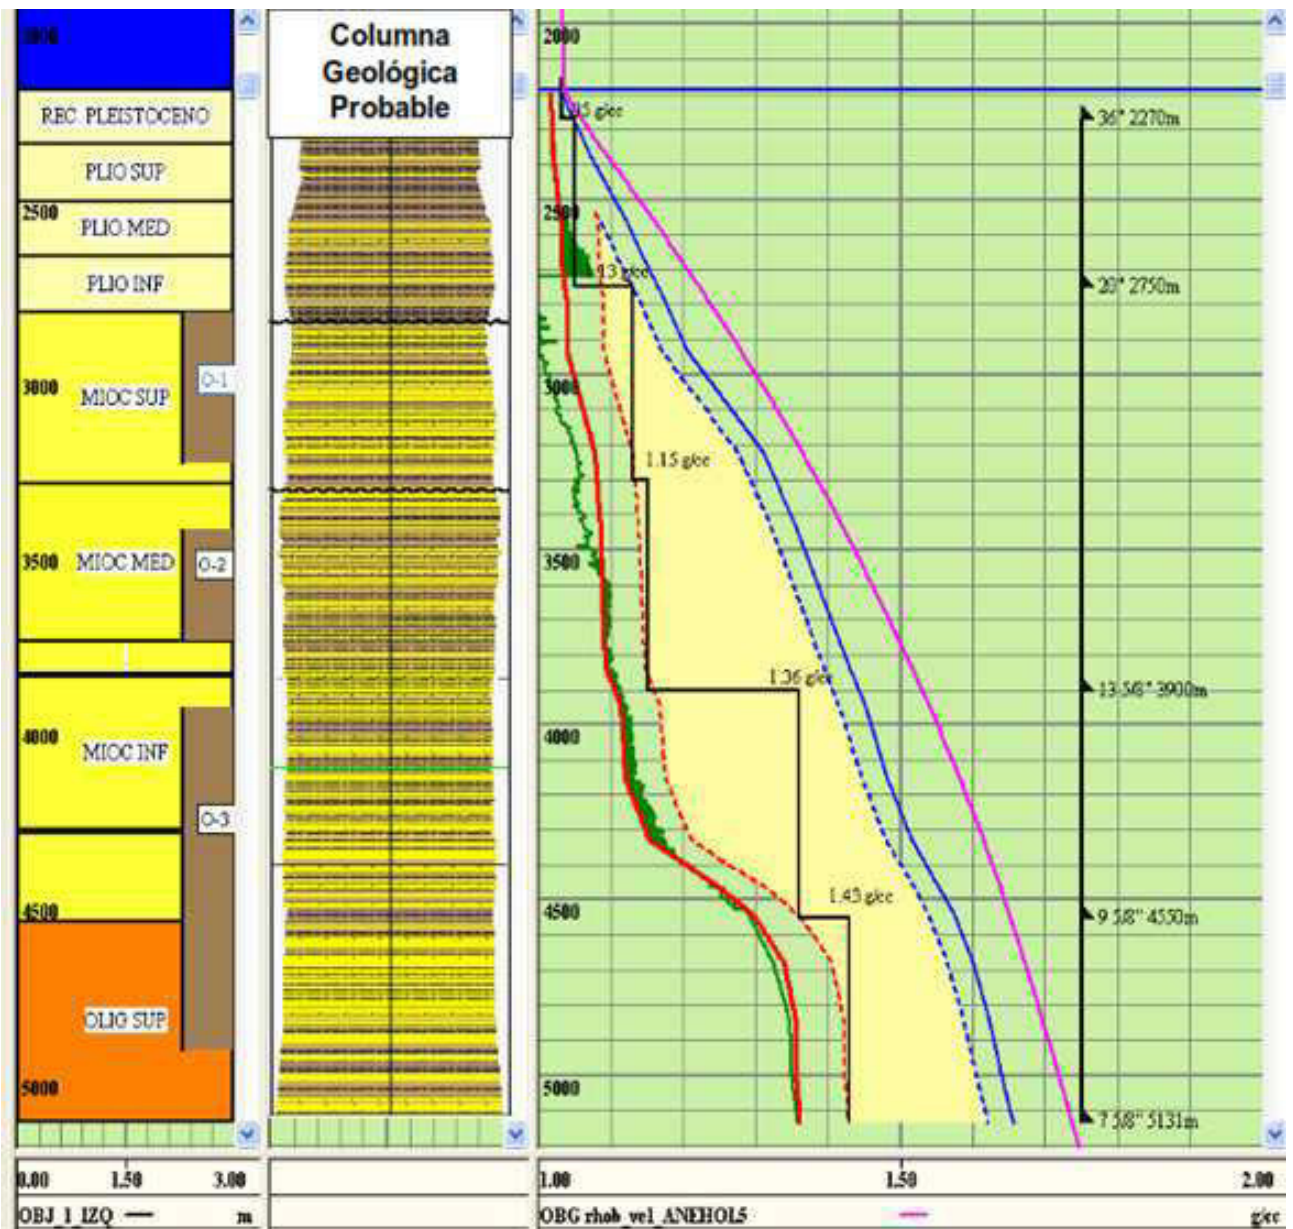 Columna
Geológica
Probable
REC PLEISTOCENO
PLIO SUP
2500
PLIO MED
PLIO INF
3000
MIOC SUP
O-1
3500
MIOC MED
O-2
4000
MIOC INF
O-3
4500
OLIG SUP
5000
0.00 1.50 3.00
OBJ_1_IZQ m
2000
36" 2270m
2500
20" 2750m
3000
1.15 g/cc
3500
1.36 g/cc
13 5/8" 3900m
4000
1.43 g/cc
4500
9 5/8" 4550m
5000
7 5/8" 5131m
1.00 1.50 2.00
OBG rhob_vel_ANEHOL5 g/cc